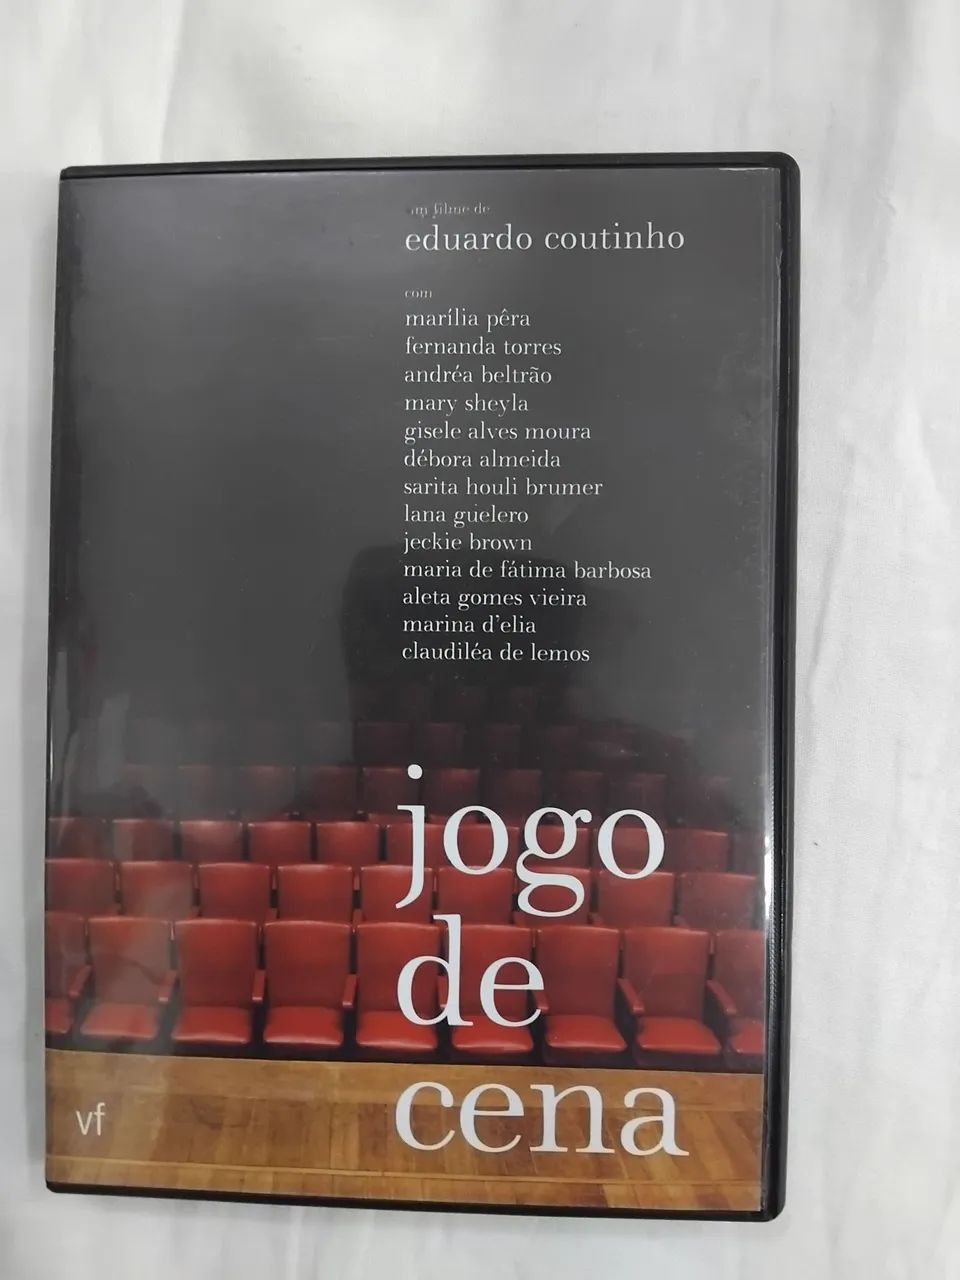 um filme de
eduardo coutinho
com
marília pêra
fernanda torres
andréa beltrão
mary sheyla
gisele alves moura
débora almeida
sarita houli brumer
lana guelero
jeckie brown
maria de fátima barbosa
aleta gomes vieira
marina d'elia
claudiléa de lemos
jogo
de
cena
vf